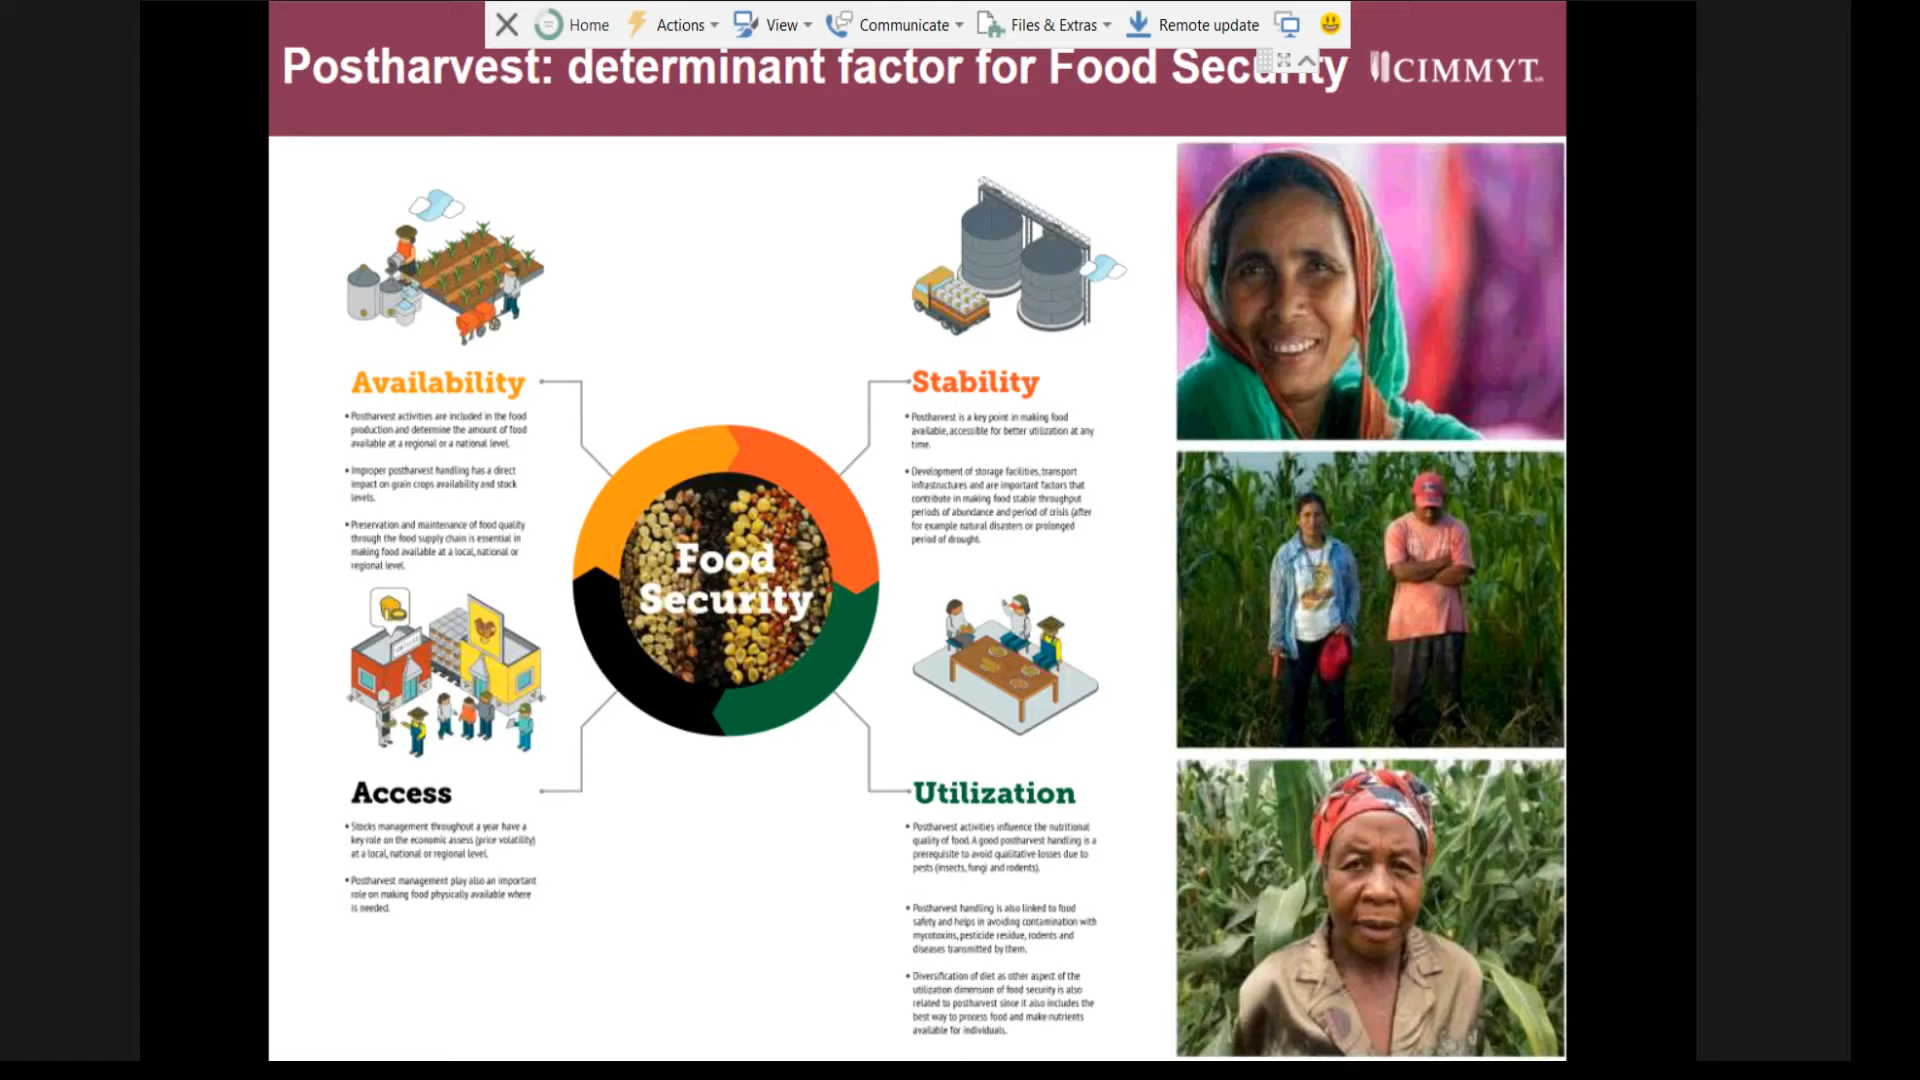 Home Actions View Communicate Files & Extras Remote update
Postharvest: determinant factor for Food Security
CIMMYT
Availability
• Postharvest activities are included in the food
production and determine the amount of food
available at a regional or a national level.
• Improper postharvest handling has a direct
impact on grain crops availability and stock
levels.
• Preservation and maintenance of food quality
through the food supply chain is essential in
making food available at a local, national or
regional level.
Stability
• Postharvest is a key point in making food
available, accessible for better utilization at any
time.
• Development of storage facilities, transport
infrastructures and are important factors that
contribute in making food stable throughput
periods of abundance and period of crisis (after
for example natural disasters or prolonged
period of drought.
Food
Security
Access
• Stocks management throughout a year have a
key role on the economic assess (price volatility)
at a local, national or regional level.
• Postharvest management play also an important
role on making food physically available where
is needed.
Utilization
• Postharvest activities influence the nutritional
quality of food. A good postharvest handling is a
prerequisite to avoid qualitative losses due to
pests (insects, fungi and rodents).
• Postharvest handling is also linked to food
safety and helps in avoiding contamination with
mycotoxins, pesticide residue, rodents and
diseases transmitted by them.
• Diversification of diet as other aspect of the
utilization dimension of food security is also
related to postharvest since it also includes the
best way to process food and make nutrients
available for individuals.